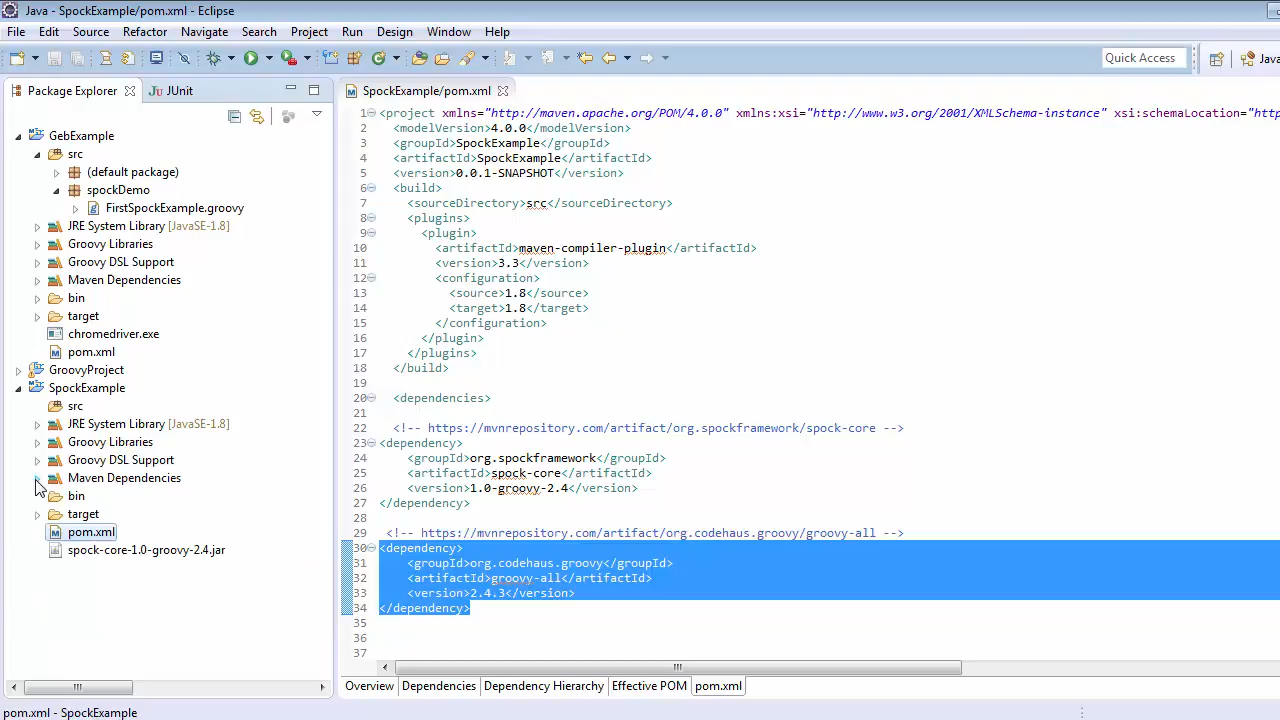 Java - SpockExample/pom.xml - Eclipse
File Edit Source Refactor Navigate Search Project Run Design Window Help
Quick Access Java
Package Explorer JUnit
GebExample
src
(default package)
spockDemo
FirstSpockExample.groovy
JRE System Library [JavaSE-1.8]
Groovy Libraries
Groovy DSL Support
Maven Dependencies
bin
target
chromedriver.exe
pom.xml
GroovyProject
SpockExample
src
JRE System Library [JavaSE-1.8]
Groovy Libraries
Groovy DSL Support
Maven Dependencies
bin
target
pom.xml
spock-core-1.0-groovy-2.4.jar
SpockExample/pom.xml
1 <project xmlns="http://maven.apache.org/POM/4.0.0" xmlns:xsi="http://www.w3.org/2001/XMLSchema-instance" xsi:schemaLocation="http
2 <modelVersion>4.0.0</modelVersion>
3 <groupId>SpockExample</groupId>
4 <artifactId>SpockExample</artifactId>
5 <version>0.0.1-SNAPSHOT</version>
6 <build>
7 <sourceDirectory>src</sourceDirectory>
8 <plugins>
9 <plugin>
10 <artifactId>maven-compiler-plugin</artifactId>
11 <version>3.3</version>
12 <configuration>
13 <source>1.8</source>
14 <target>1.8</target>
15 </configuration>
16 </plugin>
17 </plugins>
18 </build>
19
20 <dependencies>
21
22 <!-- https://mvnrepository.com/artifact/org.spockframework/spock-core -->
23 <dependency>
24 <groupId>org.spockframework</groupId>
25 <artifactId>spock-core</artifactId>
26 <version>1.0-groovy-2.4</version>
27 </dependency>
28
29 <!-- https://mvnrepository.com/artifact/org.codehaus.groovy/groovy-all -->
30 <dependency>
31 <groupId>org.codehaus.groovy</groupId>
32 <artifactId>groovy-all</artifactId>
33 <version>2.4.3</version>
34 </dependency>
35
36
37
Overview Dependencies Dependency Hierarchy Effective POM pom.xml
pom.xml - SpockExample